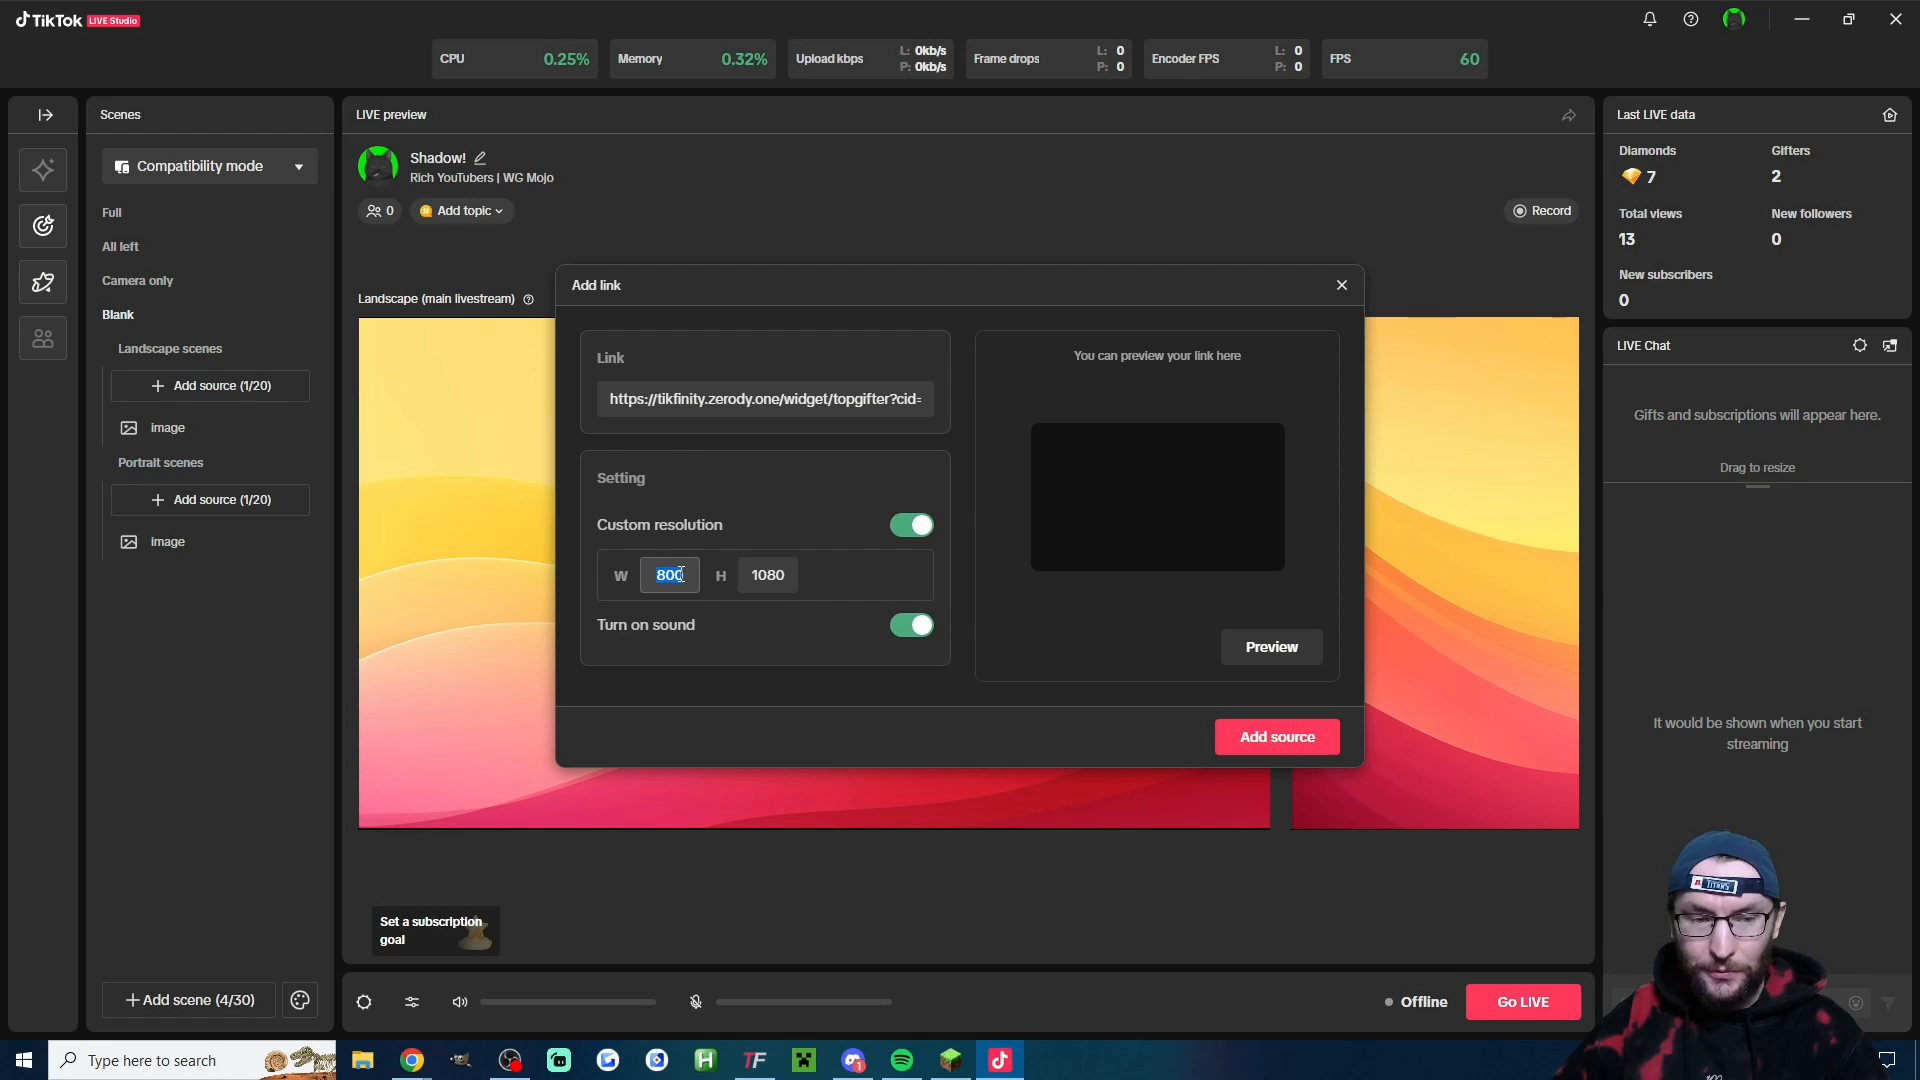 TikTok LIVE Studio
CPU 0.25%
Memory 0.32%
Upload kbps L: 0kb/s P: 0kb/s
Frame drops L: 0 P: 0
Encoder FPS L: 0 P: 0
FPS 60
Scenes
Compatibility mode
Full
All left
Camera only
Blank
Landscape scenes
+ Add source (1/20)
image
Portrait scenes
+ Add source (1/20)
image
+ Add scene (4/30)
LIVE preview
Shadow!
Rich YouTubers | WG Mojo
0
# Add topic
Record
Landscape (main livestream)
Add link
Link
https://tikfinity.zerody.one/widget/topgifter?cid=
Setting
Custom resolution
W 800 H 1080
Turn on sound
You can preview your link here
Preview
Add source
Set a subscription
goal
Offline
Go LIVE
Last LIVE data
Diamonds Gifters
7 2
Total views New followers
13 0
New subscribers
0
LIVE Chat
Gifts and subscriptions will appear here.
Drag to resize
It would be shown when you start
streaming
TITANS
Type here to search
H
TF
1